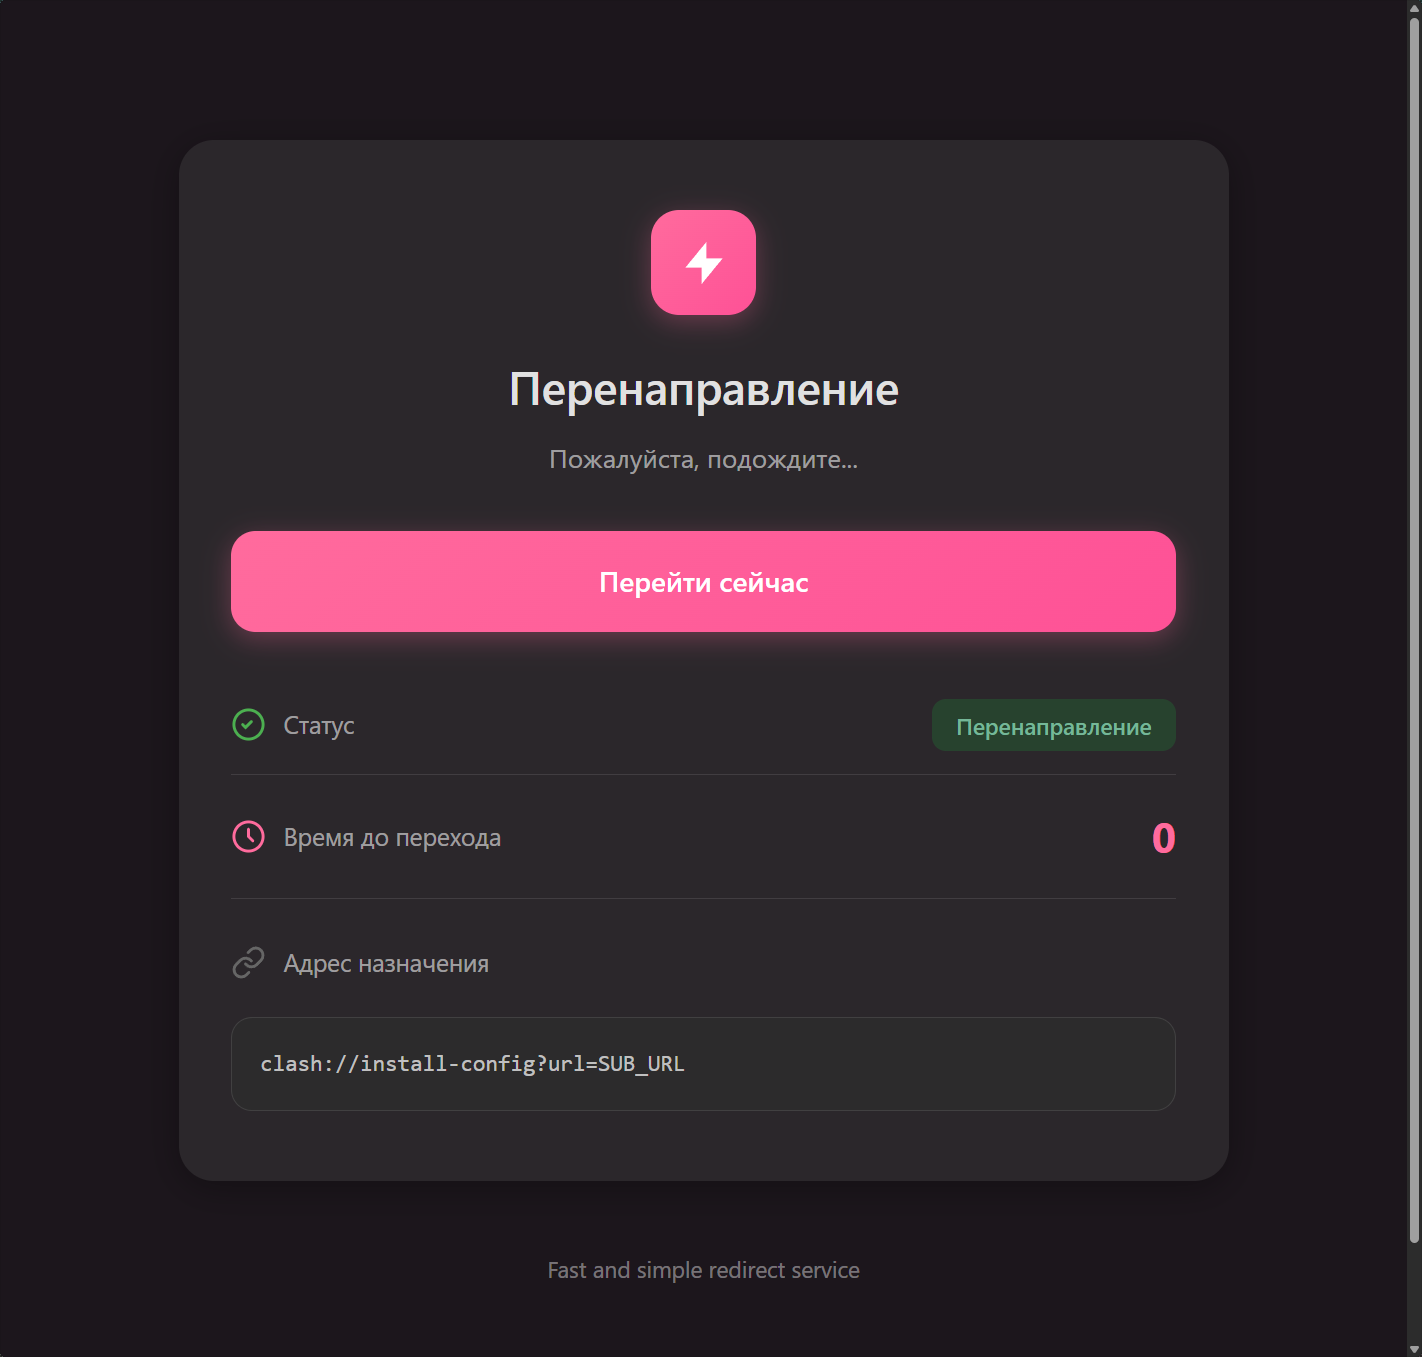 Перенаправление
Пожалуйста, подождите...
Перейти сейчас
Статус
Перенаправление
Время до перехода
0
Адрес назначения
clash://install-config?url=SUB_URL
Fast and simple redirect service